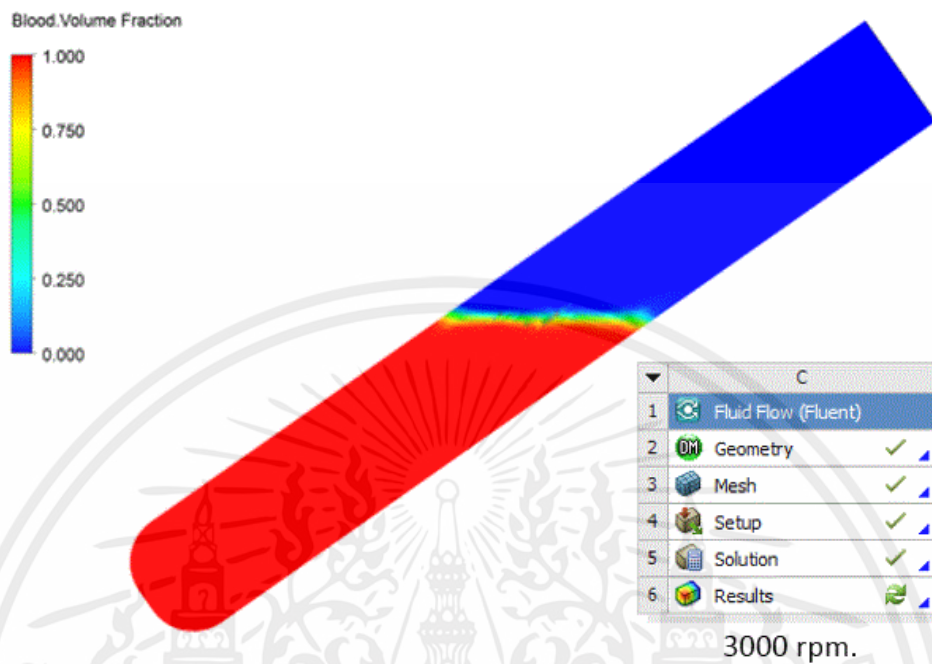 Blood.Volume Fraction
1.000
0.750
0.500
0.250
0.000
C
1 Fluid Flow (Fluent)
2 DM Geometry
3 Mesh
4 Setup
5 Solution
6 Results
3000 rpm.
?